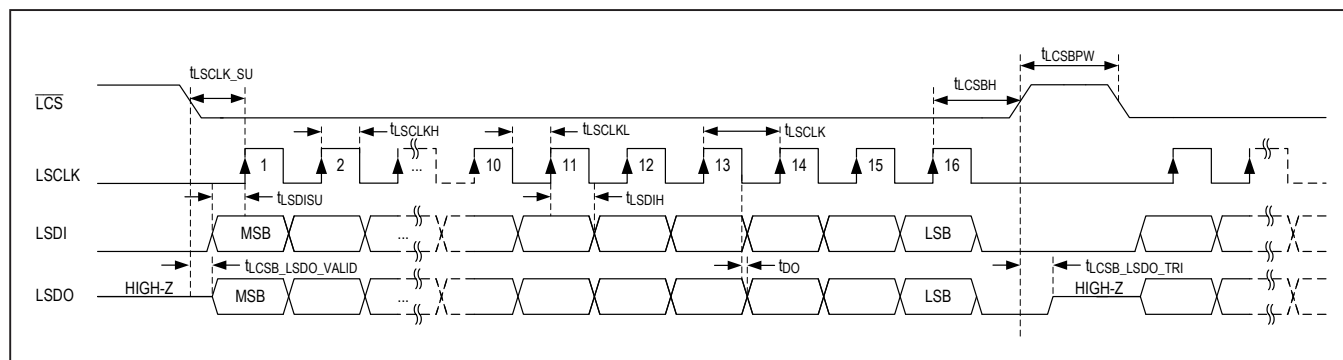 tLSCLK_SU
tLCSBPW
tLCSBH
LCS
tLSCLKH
tLSCLKL
tLSCLK
LSCLK
1
2
...
10
11
12
13
14
15
16
tLSDISU
tLSDIH
LSDI
MSB
...
LSB
tLCSB_LSDO_VALID
tDO
tLCSB_LSDO_TRI
LSDO
HIGH-Z
MSB
...
LSB
HIGH-Z